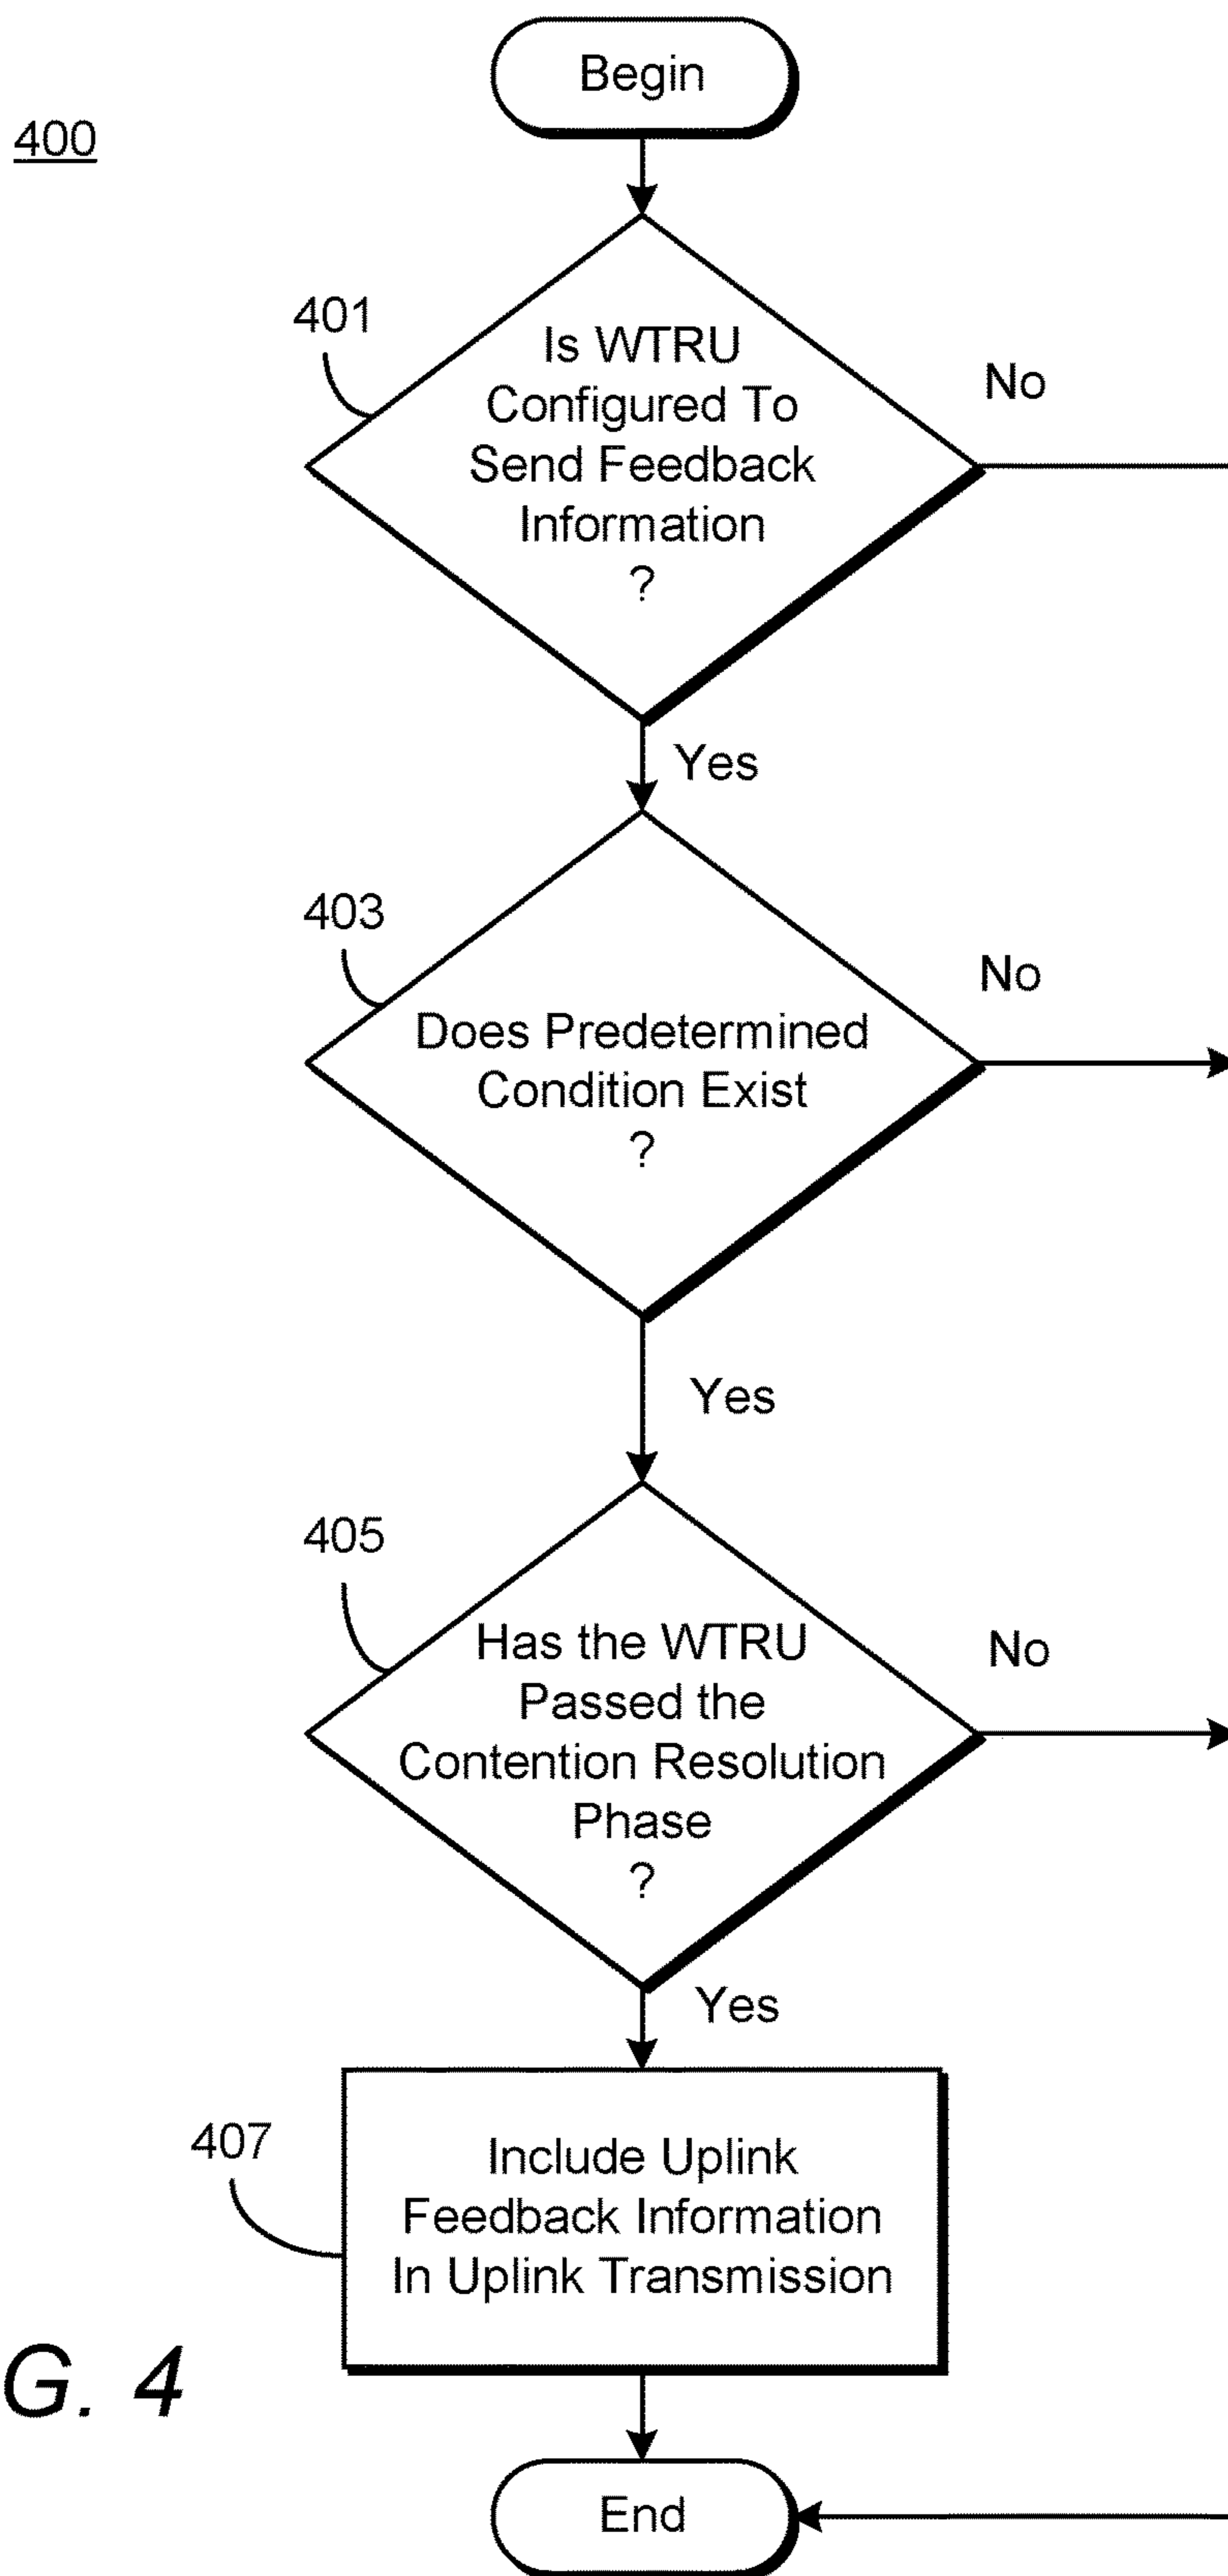 Begin
400
401
Is WTRU
Configured To
Send Feedback
Information
?
No
Yes
403
Does Predetermined
Condition Exist
?
No
Yes
405
Has the WTRU
Passed the
Contention Resolution
Phase
?
No
Yes
407
Include Uplink
Feedback Information
In Uplink Transmission
G. 4
End